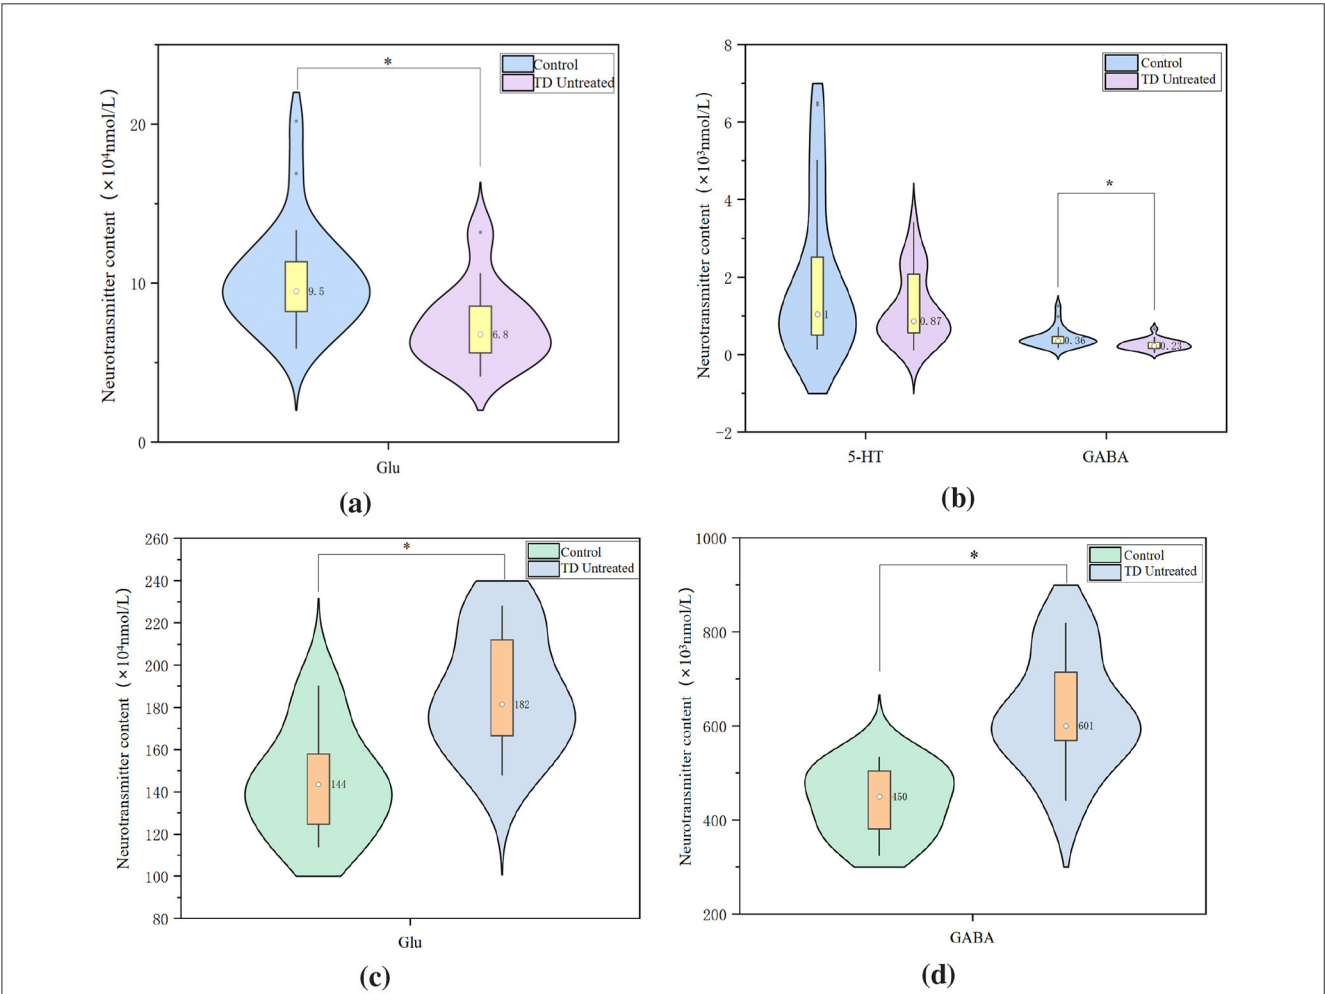 Control
TD Untreated
*
Neurotransmitter content (×10⁴nmol/L)
20
10
0
9.5
6.8
Glu
(a)
Control
TD Untreated
*
Neurotransmitter content (×10³nmol/L)
8
6
4
2
0
-2
1
0.87
0.36
0.23
5-HT GABA
(b)
Control
TD Untreated
*
Neurotransmitter content (×10⁴nmol/L)
260
240
220
200
180
160
140
120
100
80
144
182
Glu
(c)
Control
TD Untreated
*
Neurotransmitter content (×10³nmol/L)
1000
800
600
400
200
450
601
GABA
(d)